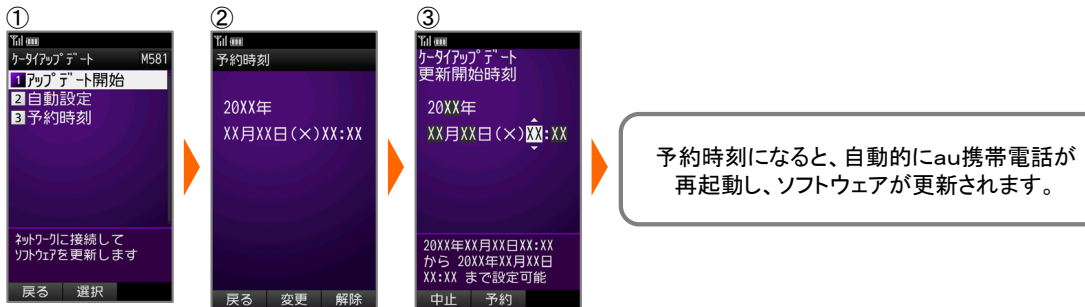 ①
ケータイアップデート M581
1 アップデート開始
2 自動設定
3 予約時刻
ネットワークに接続して
ソフトウェアを更新します
戻る 選択
②
予約時刻
20XX年
XX月XX日(×)XX:XX
戻る 変更 解除
③
ケータイアップデート
更新開始時刻
20XX年
XX月XX日(×)XX:XX
20XX年XX月XX日XX:XX
から 20XX年XX月XX日
XX:XX まで設定可能
中止 予約
予約時刻になると、自動的にau携帯電話が
再起動し、ソフトウェアが更新されます。